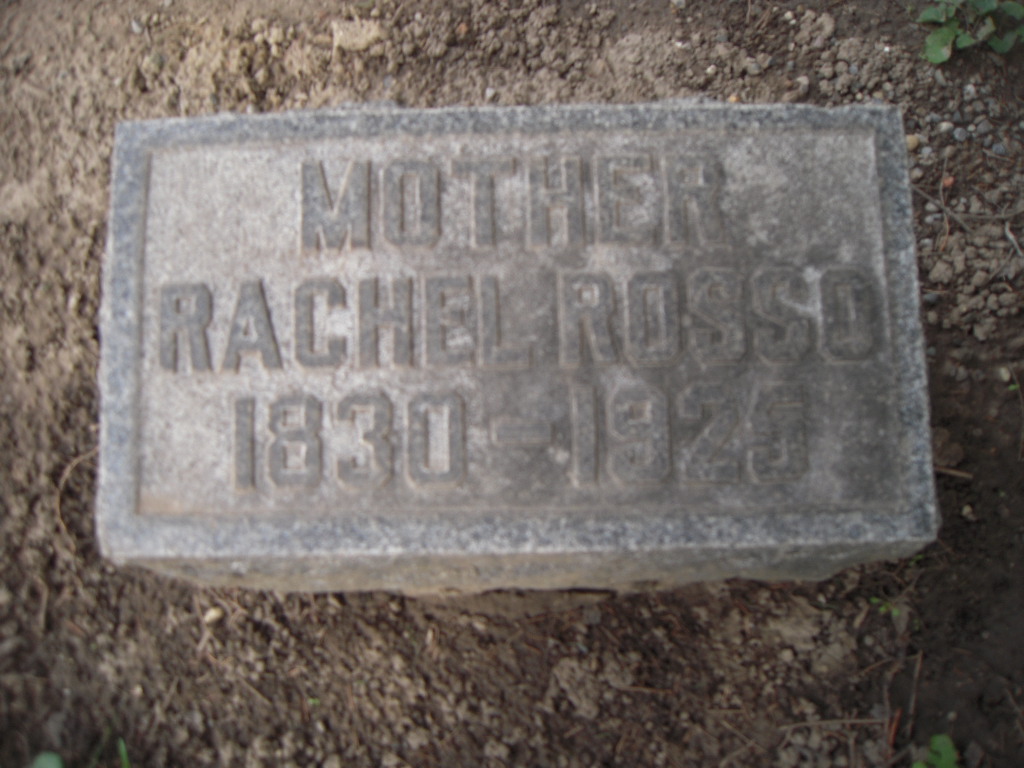 MOTHER
RACHEL ROSSO
1830-1925